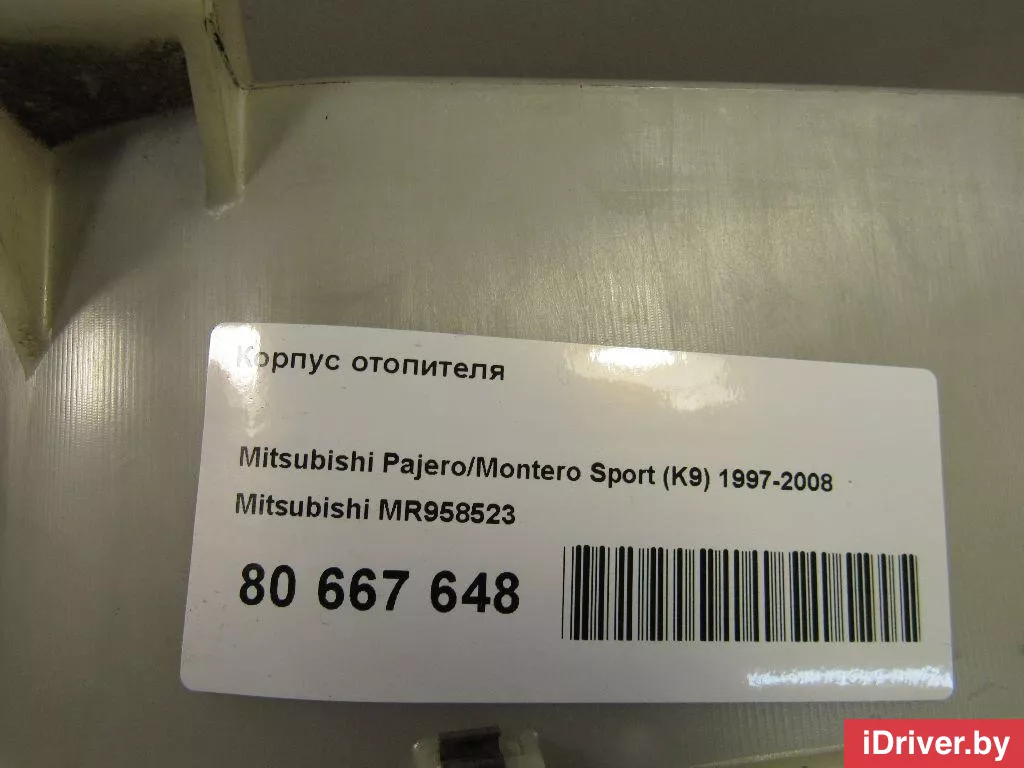 Корпус отопителя
Mitsubishi Pajero/Montero Sport (K9) 1997-2008
Mitsubishi MR958523
80 667 648
iDriver.by